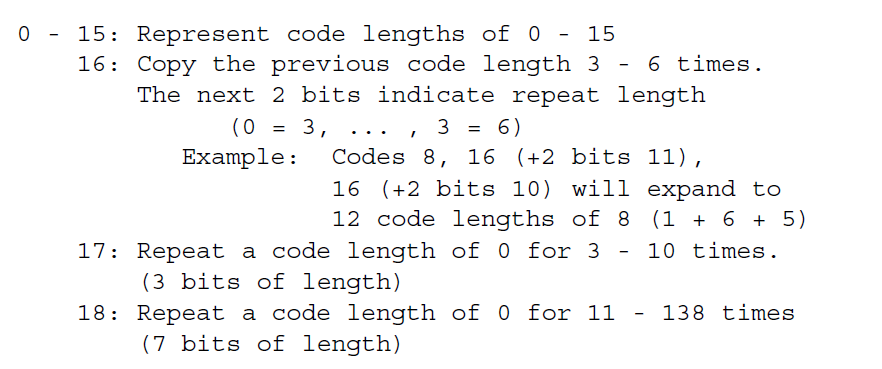 0 - 15: Represent code lengths of 0 - 15
16: Copy the previous code length 3 - 6 times.
The next 2 bits indicate repeat length
(0 = 3, ... , 3 = 6)
Example: Codes 8, 16 (+2 bits 11),
16 (+2 bits 10) will expand to
12 code lengths of 8 (1 + 6 + 5)
17: Repeat a code length of 0 for 3 - 10 times.
(3 bits of length)
18: Repeat a code length of 0 for 11 - 138 times
(7 bits of length)